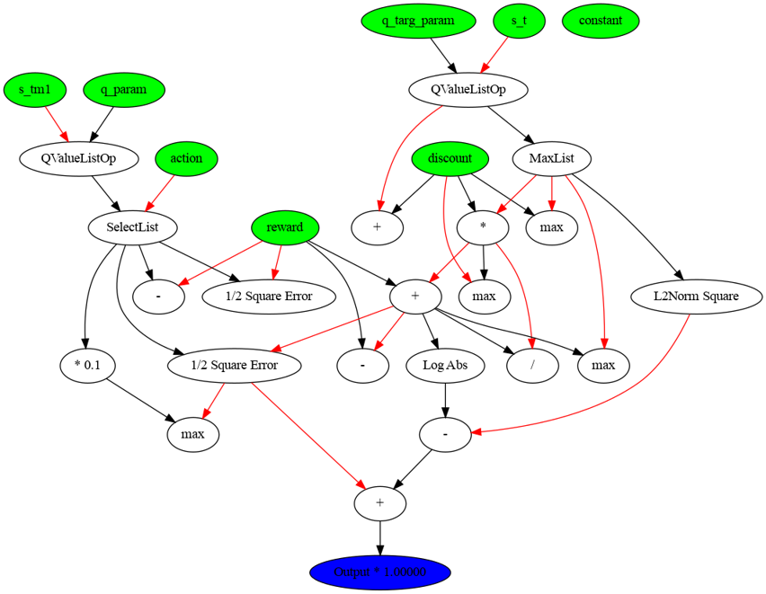 q_targ_param
s_t
constant
s_tm1
q_param
QValueListOp
QValueListOp
action
discount
MaxList
SelectList
reward
+
*
max
-
1/2 Square Error
+
max
L2Norm Square
* 0.1
1/2 Square Error
-
Log Abs
/
max
max
-
+
Output * 1.00000